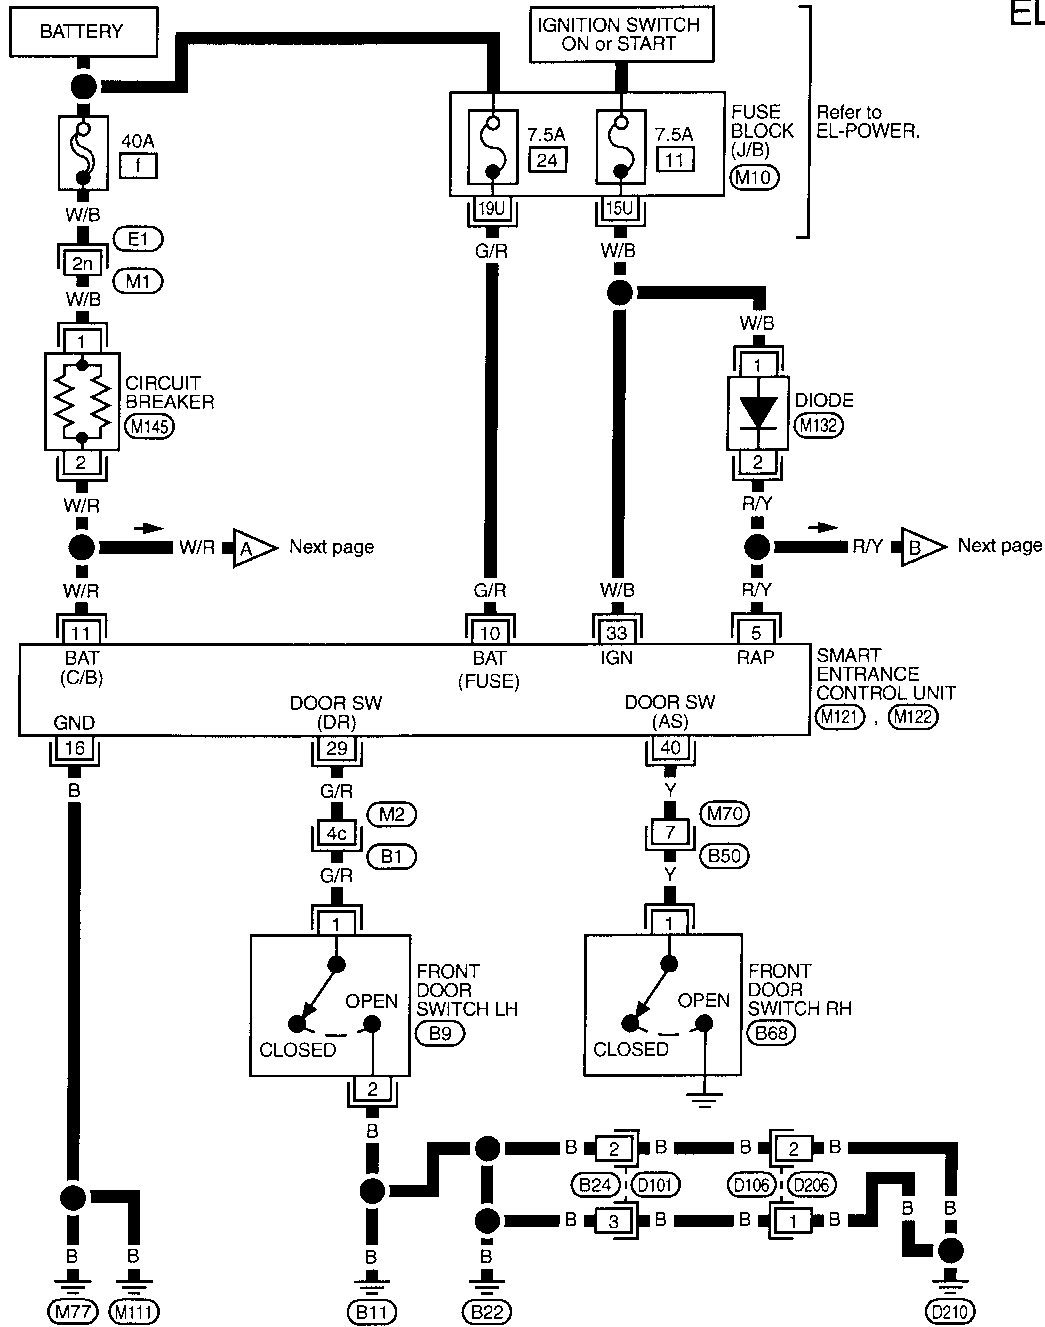 EL
BATTERY
IGNITION SWITCH
ON or START
40A
f
7.5A
24
7.5A
11
FUSE
BLOCK
(J/B)
M10
Refer to
EL-POWER.
W/B
19U
15U
E1
2n
M1
G/R
W/B
W/B
1
W/B
1
CIRCUIT
BREAKER
M145
DIODE
M132
2
2
W/R
R/Y
W/R
A
Next page
R/Y
B
Next page
W/R
G/R
W/B
R/Y
11
10
33
5
BAT
(C/B)
BAT
(FUSE)
IGN
RAP
SMART
ENTRANCE
CONTROL UNIT
M121 , M122
GND
DOOR SW
(DR)
DOOR SW
(AS)
16
29
40
B
G/R
Y
M2
4c
B1
M70
7
B50
G/R
Y
1
1
OPEN
CLOSED
FRONT
DOOR
SWITCH LH
B9
OPEN
CLOSED
FRONT
DOOR
SWITCH RH
B68
2
B
B
2
B
B
2
B
B24
D101
D106
D206
B
3
B
B
1
B
B
B
B
B
B
B
M77
M111
B11
B22
D210